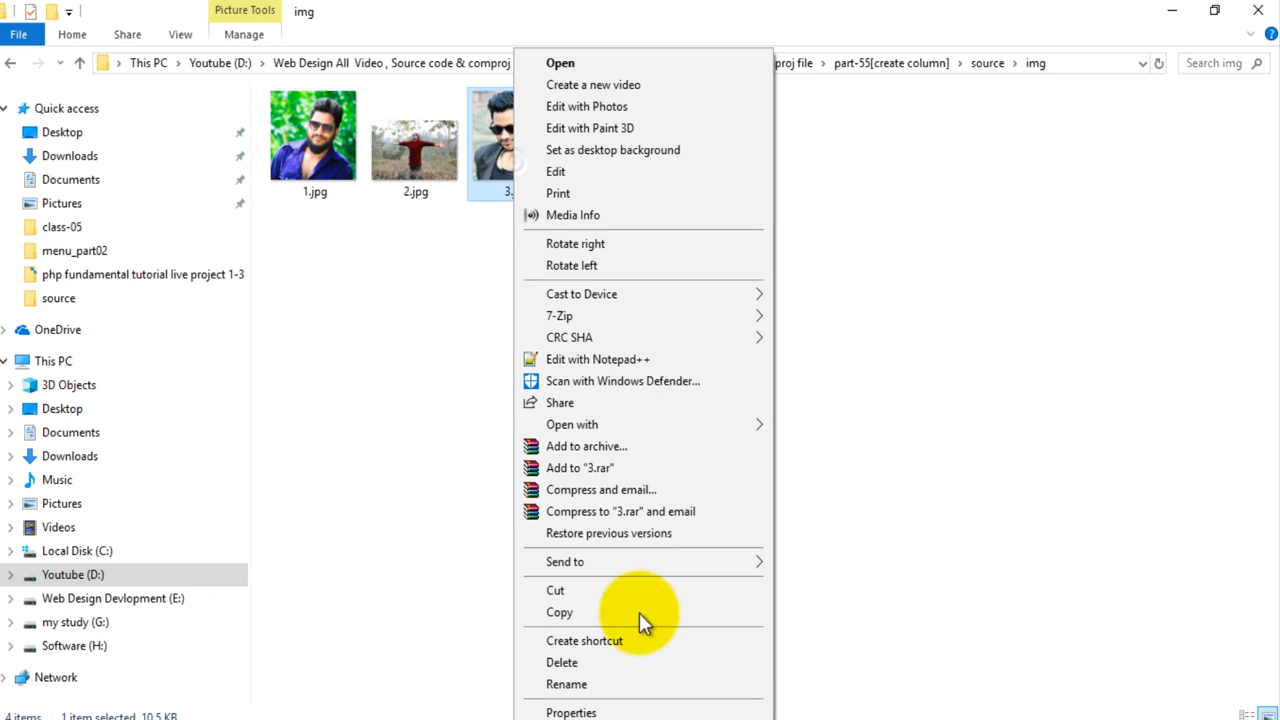 Picture Tools
img
File
Home
Share
View
Manage
This PC
Youtube (D:)
Web Design All Video , Source code & comproj
proj file
part-55[create column]
source
img
Search img
Quick access
Desktop
Downloads
Documents
Pictures
class-05
menu_part02
php fundamental tutorial live project 1-3
source
OneDrive
This PC
3D Objects
Desktop
Documents
Downloads
Music
Pictures
Videos
Local Disk (C:)
Youtube (D:)
Web Design Devlopment (E:)
my study (G:)
Software (H:)
Network
4 items
1 item selected 10.5 KB
1.jpg
2.jpg
3.
Open
Create a new video
Edit with Photos
Edit with Paint 3D
Set as desktop background
Edit
Print
Media Info
Rotate right
Rotate left
Cast to Device
7-Zip
CRC SHA
Edit with Notepad++
Scan with Windows Defender...
Share
Open with
Add to archive...
Add to "3.rar"
Compress and email...
Compress to "3.rar" and email
Restore previous versions
Send to
Cut
Copy
Create shortcut
Delete
Rename
Properties